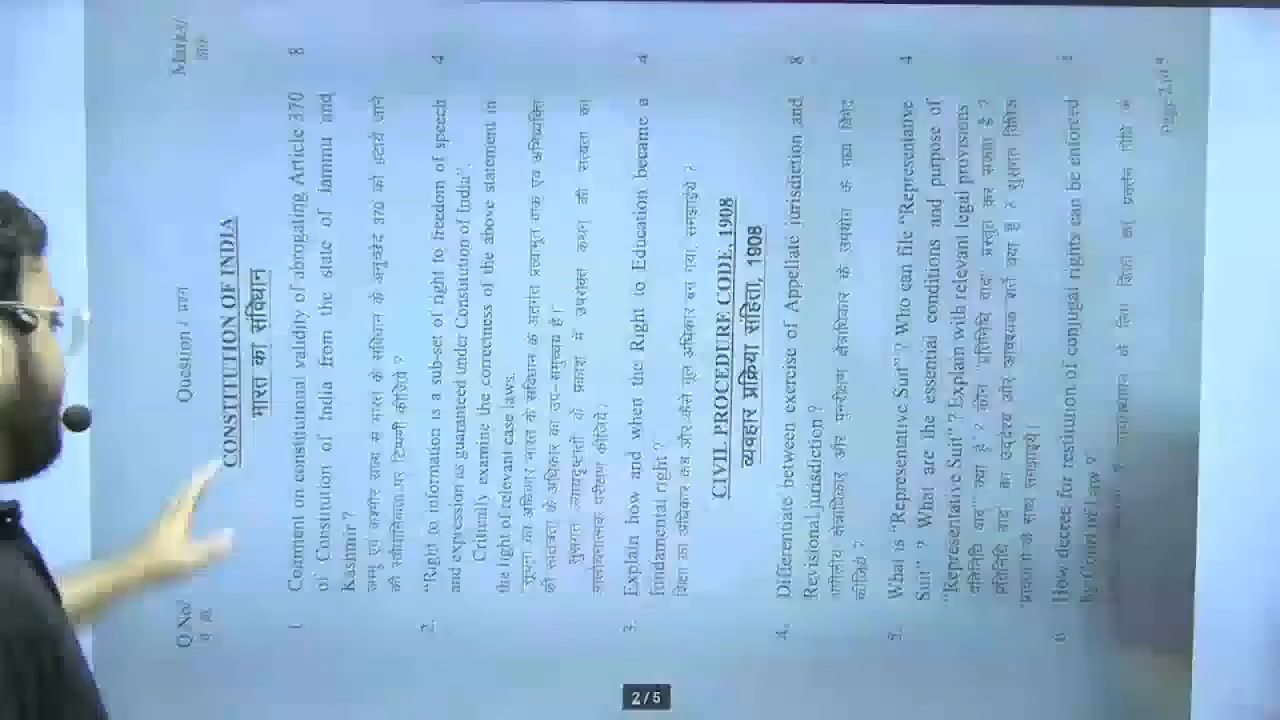 Q No/ Question / प्रश्न Marks/
प्र. क्र. अंक
CONSTITUTION OF INDIA
भारत का संविधान
1 Comment on constitutional validity of abrogating Article 370 8
of Constitution of India from the state of Jammu and
Kashmir ?
जम्मू एवं कश्मीर राज्य से भारत के संविधान के अनुच्छेद 370 को हटाये जाने
की संवैधानिकता पर टिप्पणी कीजिये ?
2. "Right to information is a sub-set of right to freedom of speech 4
and expression as guaranteed under Constitution of India".
Critically examine the correctness of the above statement in
the light of relevant case laws.
सूचना का अधिकार भारत के संविधान के अंतर्गत वाक् एवं अभिव्यक्ति
की स्वतंत्रता के अधिकार का उप-समुच्चय है।
के प्रकाश में उपरोक्त कथन की सत्यता का
आलोचनात्मक परीक्षण कीजिये?
3. Explain how and when the Right to Education became a 4
fundamental right ?
शिक्षा का अधिकार कब और कैसे मूल अधिकार बन गया, समझाइये ?
CIVIL PROCEDURE CODE, 1908
व्यवहार प्रक्रिया संहिता, 1908
4. Differentiate between exercise of Appellate jurisdiction and 8
Revisional jurisdiction ?
अपीलीय क्षेत्राधिकार और पुनरीक्षण क्षेत्राधिकार के उपयोग के मध्य विभेद
कीजिये ?
5. What is "Representative Suit" ? Who can file "Representative 4
Suit" ? What are the essential conditions and purpose of
"Representative Suit" ? Explain with relevant legal provisions
"प्रतिनिधि वाद" क्या है ? कौन "प्रतिनिधि वाद" प्रस्तुत कर सकता है ?
प्रतिनिधि वाद का उद्देश्य और आवश्यक शर्तें क्या है ? सुसंगत विधिक
प्रावधानों के साथ समझाइये।
6 How decree for restitution of conjugal rights can be enforced
by Court
के लिए डिक्री का प्रवर्तन
2 / 5